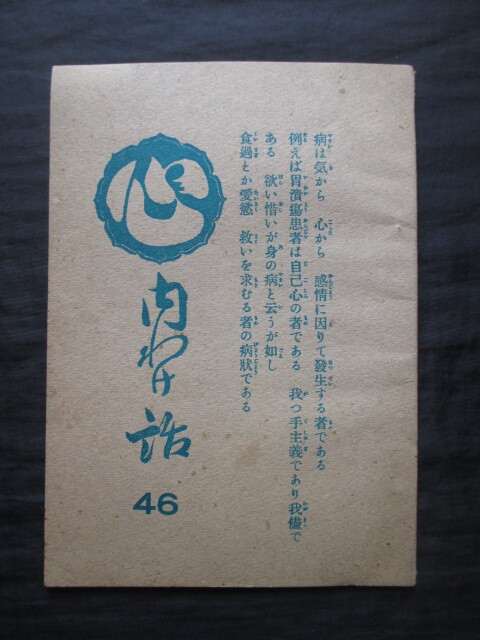 病は気から　心から　感情に因りて發生する者である
例えば胃潰瘍患者は自己心の者である　我つ手主義であり我儘で
ある　欲い惜いが身の病と云うが如し
食過とか愛慾　救いを求むる者の病狀である
心
内わけ話
46